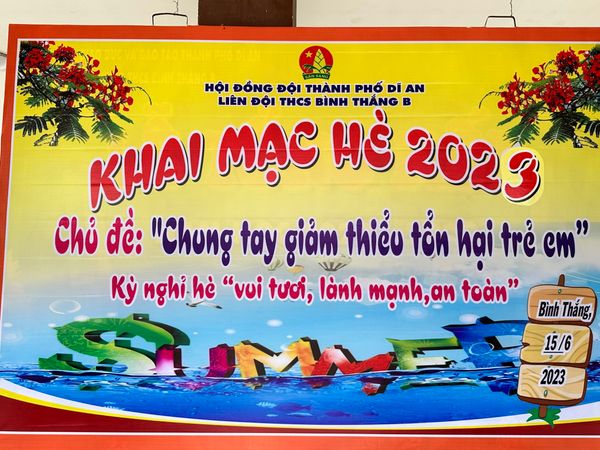 SẴN SÀNG
HỘI ĐỒNG ĐỘI THÀNH PHỐ DĨ AN
LIÊN ĐỘI THCS BÌNH THẮNG B
KHAI MẠC HÈ 2023
Chủ đề: "Chung tay giảm thiểu tổn hại trẻ em"
Kỳ nghỉ hè “vui tươi, lành mạnh,an toàn”
SUMMER
Bình Thắng,
15/6
2023